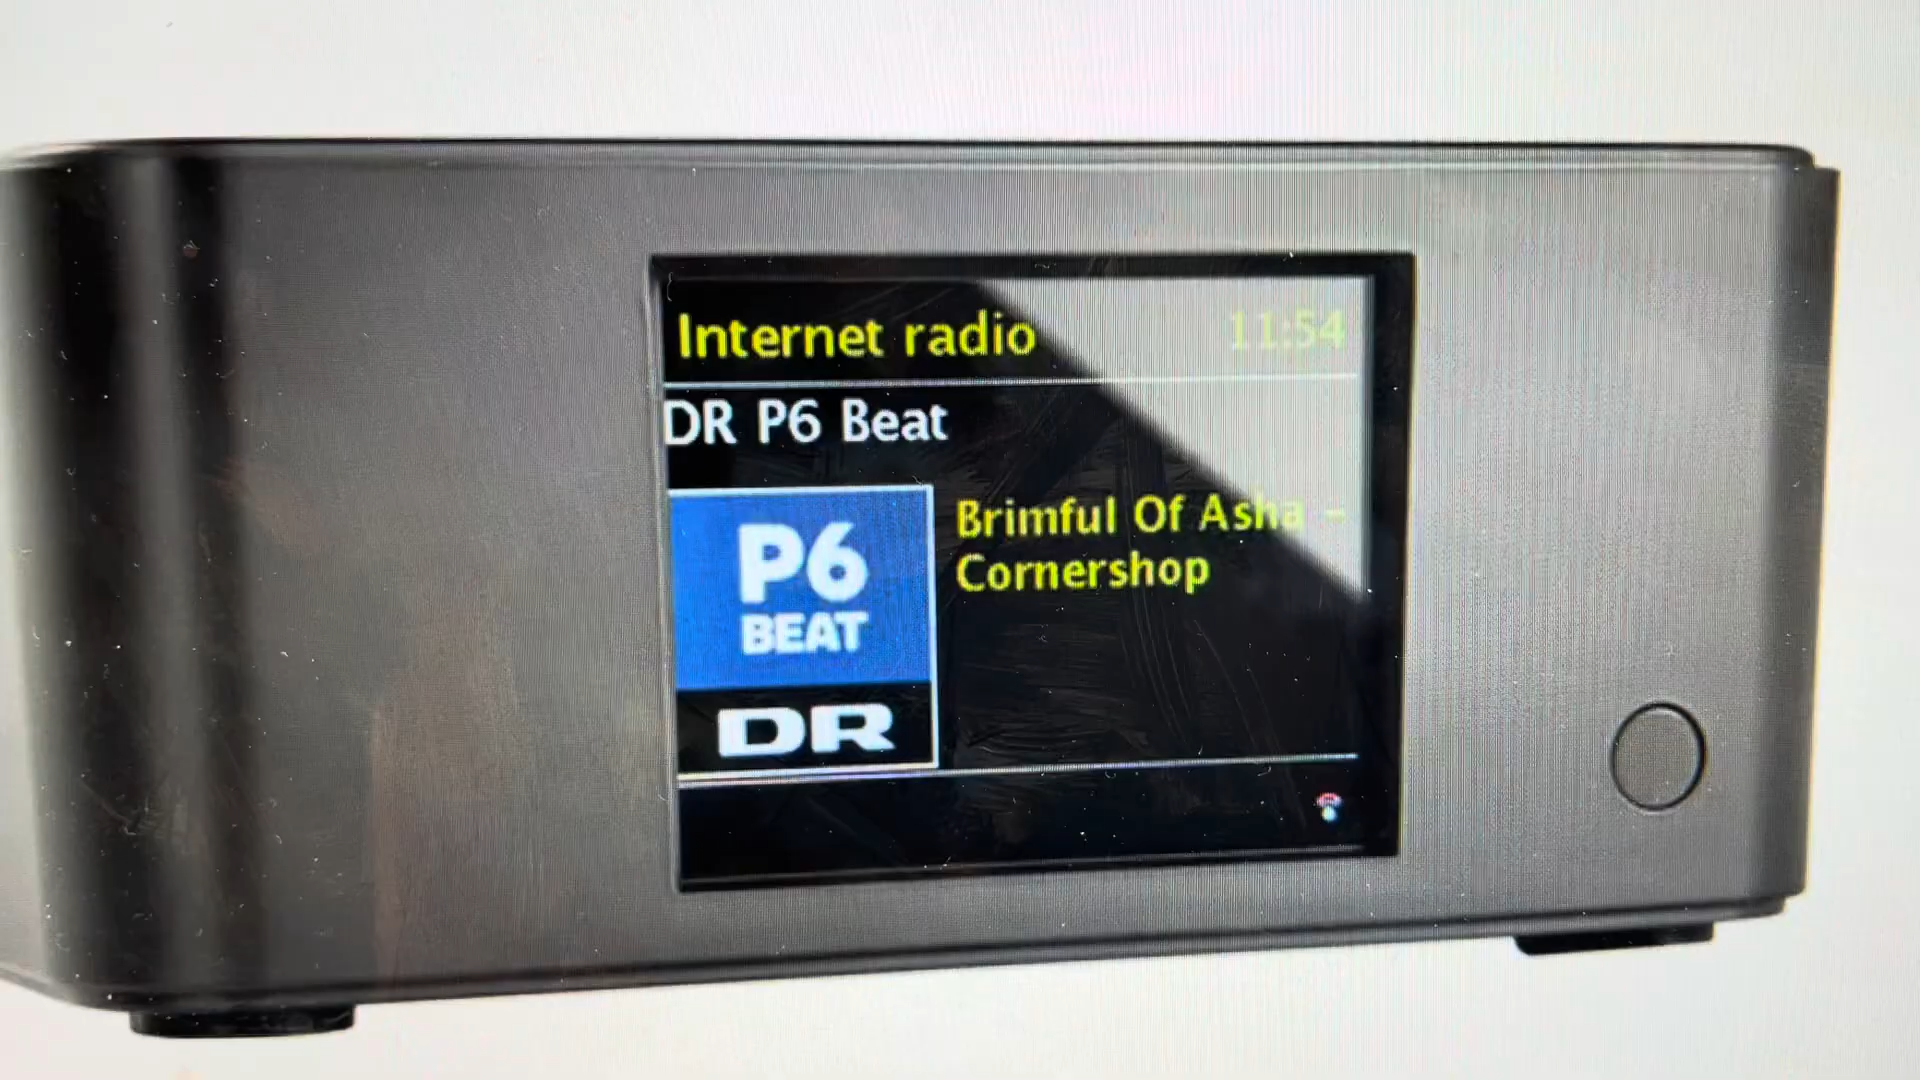 Internet radio 11:54
DR P6 Beat
P6
BEAT
DR
Brimful Of Asha -
Cornershop